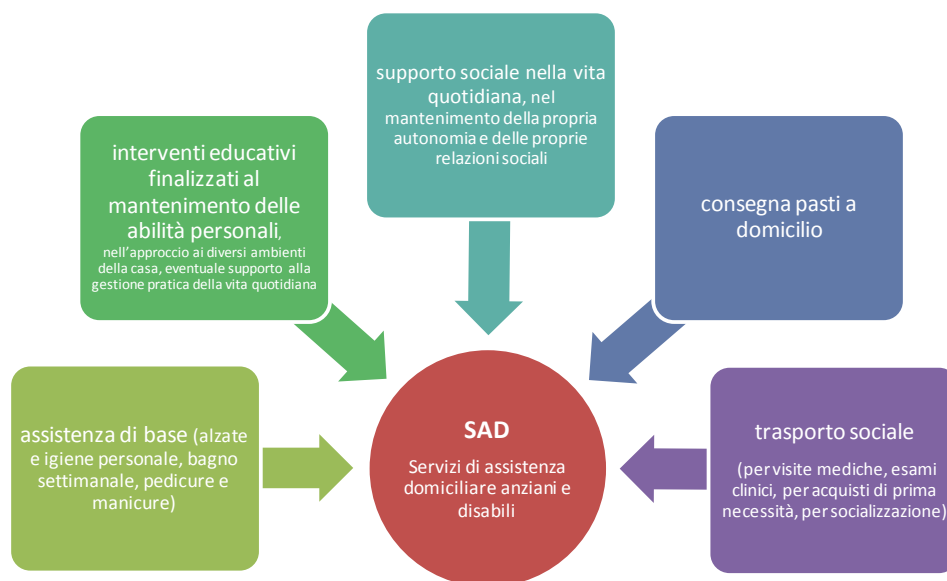 supporto sociale nella vita
quotidiana, nel
mantenimento della propria
autonomia e delle proprie
relazioni sociali
interventi educativi
finalizzati al
mantenimento delle
abilità personali,
nell'approccio ai diversi ambienti
della casa, eventuale supporto alla
gestione pratica della vita quotidiana
consegna pasti a
domicilio
assistenza di base (alzate
e igiene personale, bagno
settimanale, pedicure e
manicure)
SAD
Servizi di assistenza
domiciliare anziani e
disabili
trasporto sociale
(per visite mediche, esami
clinici, per acquisti di prima
necessità, per socializzazione)